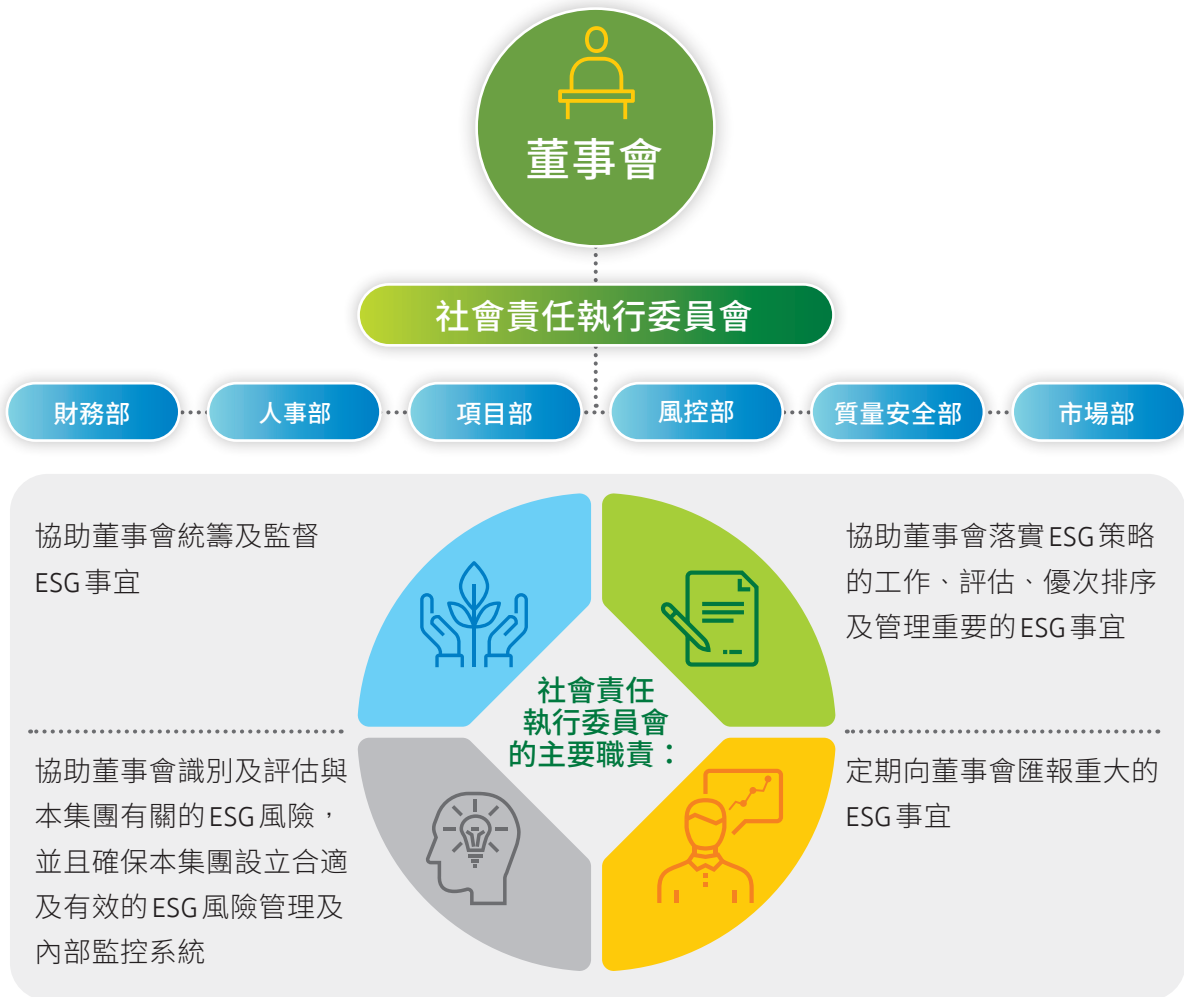 董事會
社會責任執行委員會
財務部
人事部
項目部
風控部
質量安全部
市場部
協助董事會統籌及監督
ESG事宜
協助董事會落實ESG策略
的工作、評估、優次排序
及管理重要的ESG事宜
社會責任
執行委員會
的主要職責：
協助董事會識別及評估與
本集團有關的ESG風險，
並且確保本集團設立合適
及有效的ESG風險管理及
內部監控系統
定期向董事會匯報重大的
ESG事宜